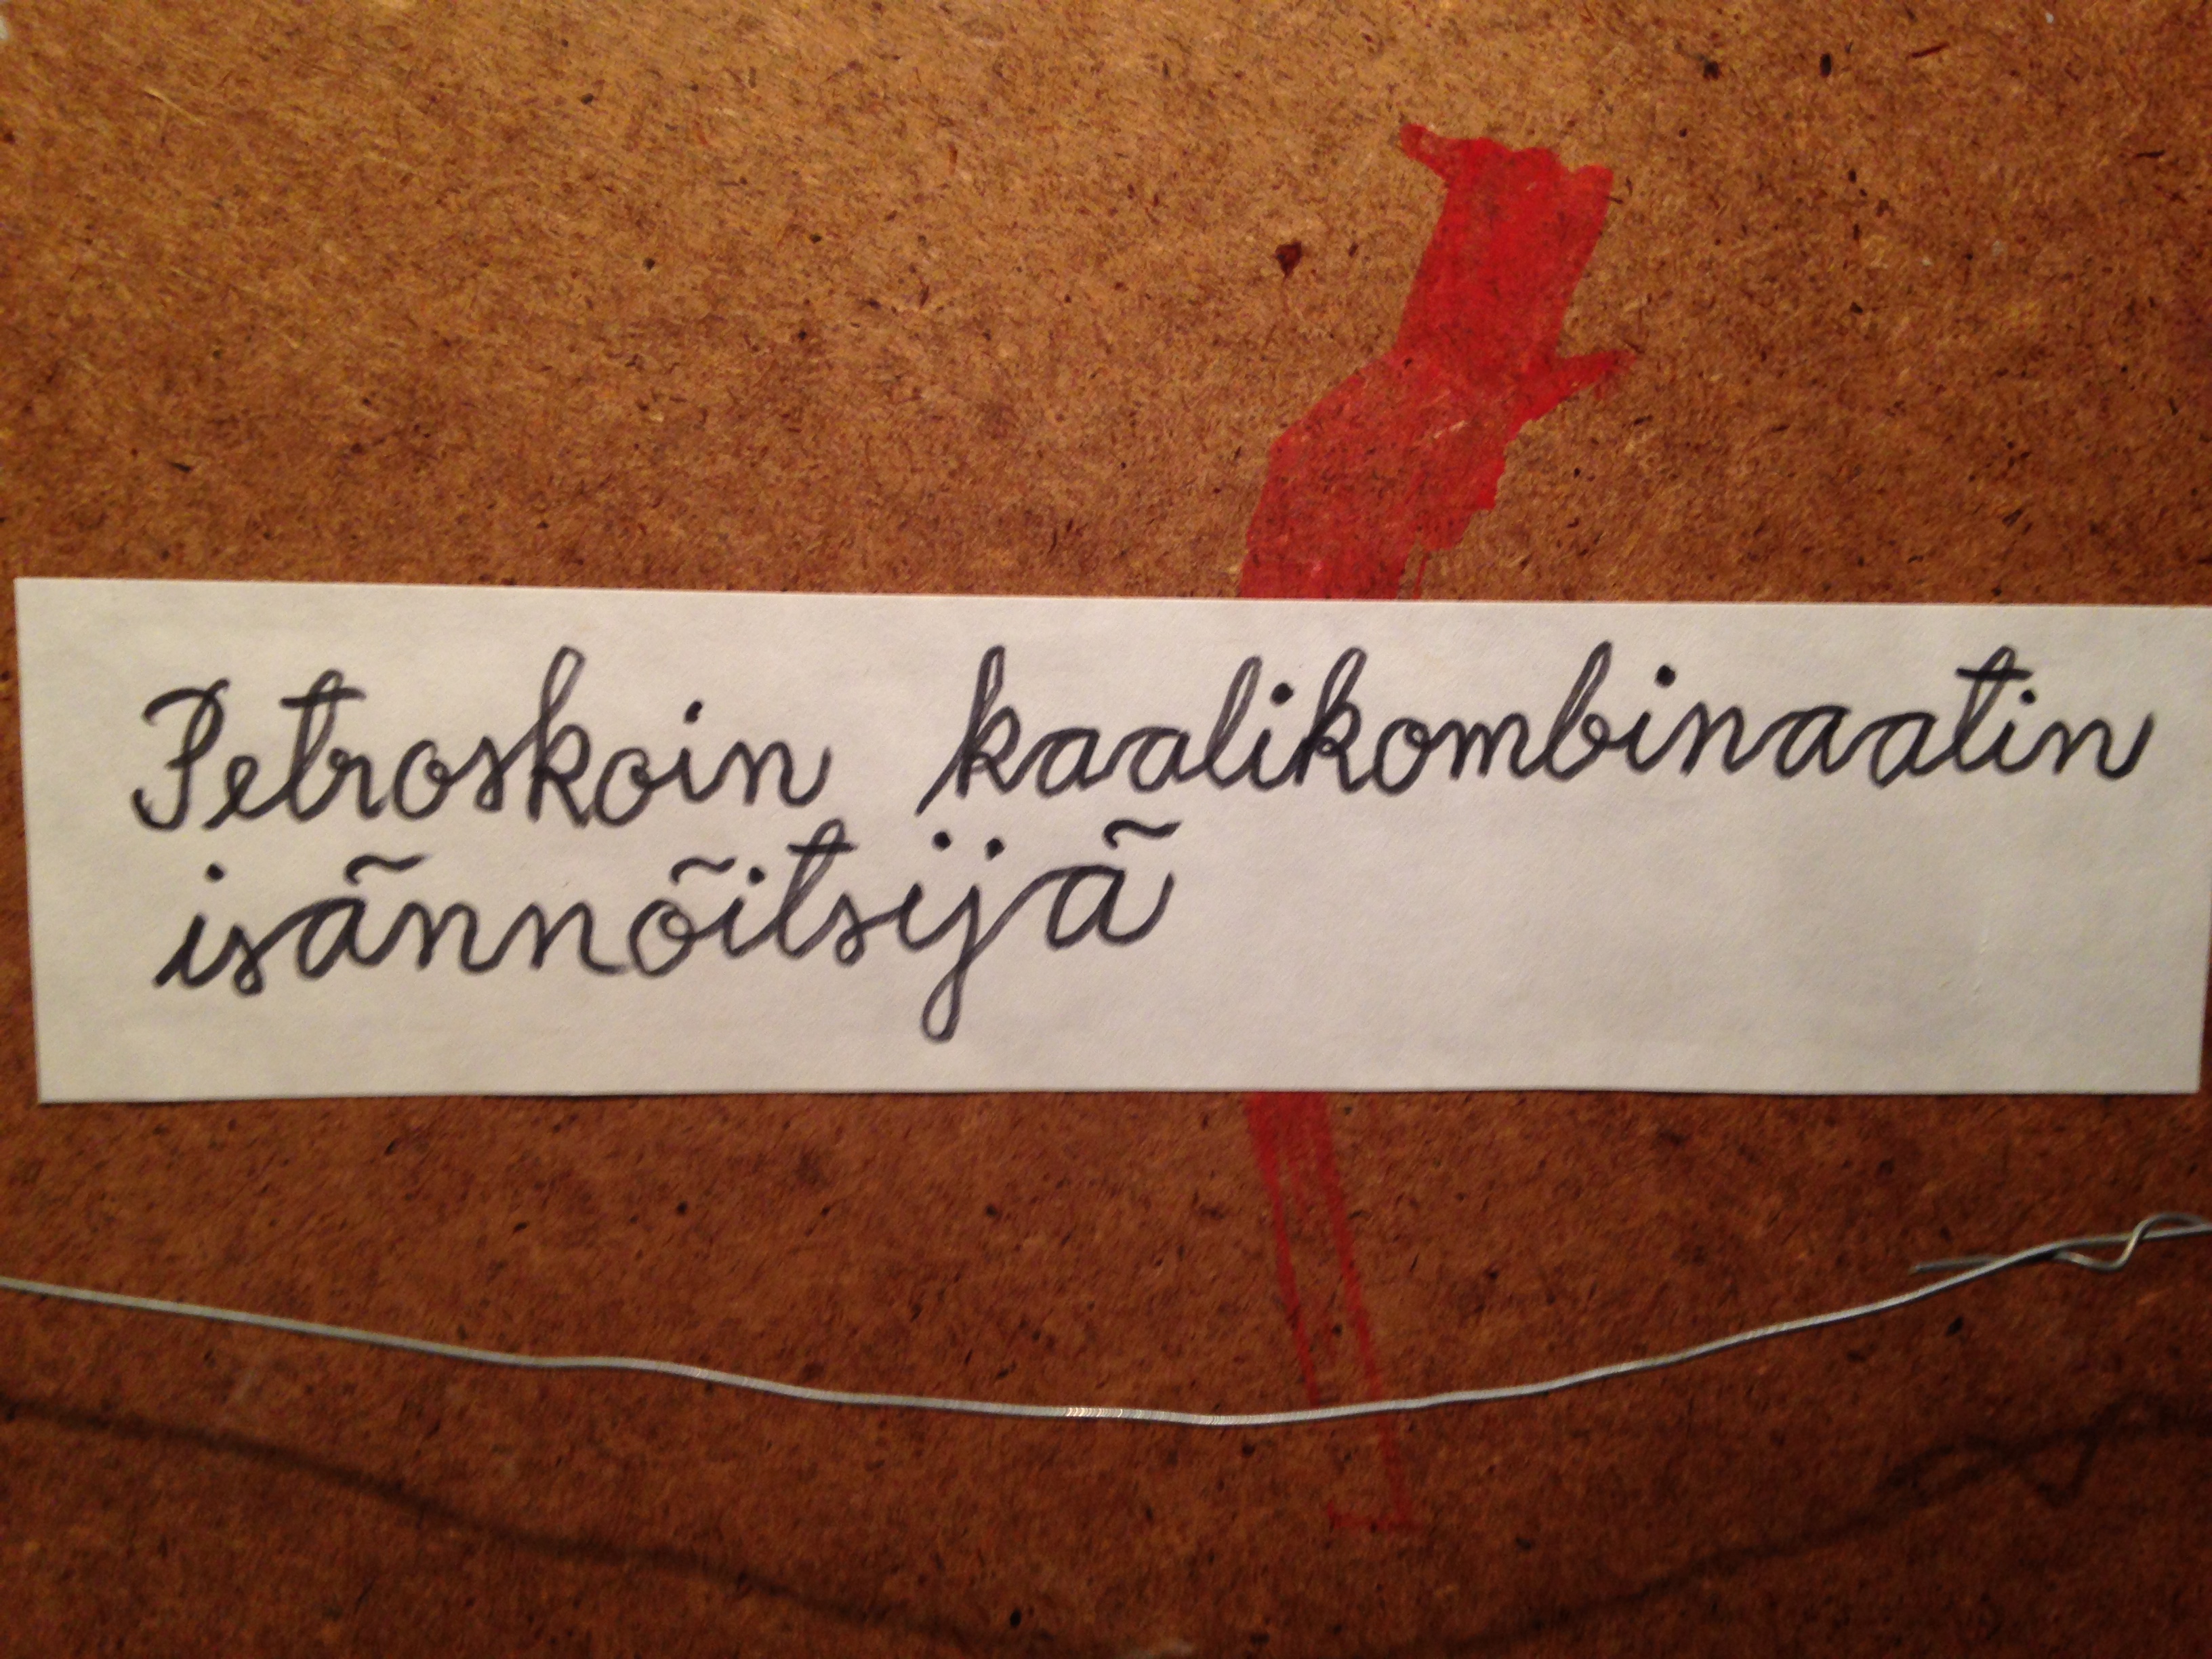 Petroskoin kaalikombinaatin
isännöitsijä